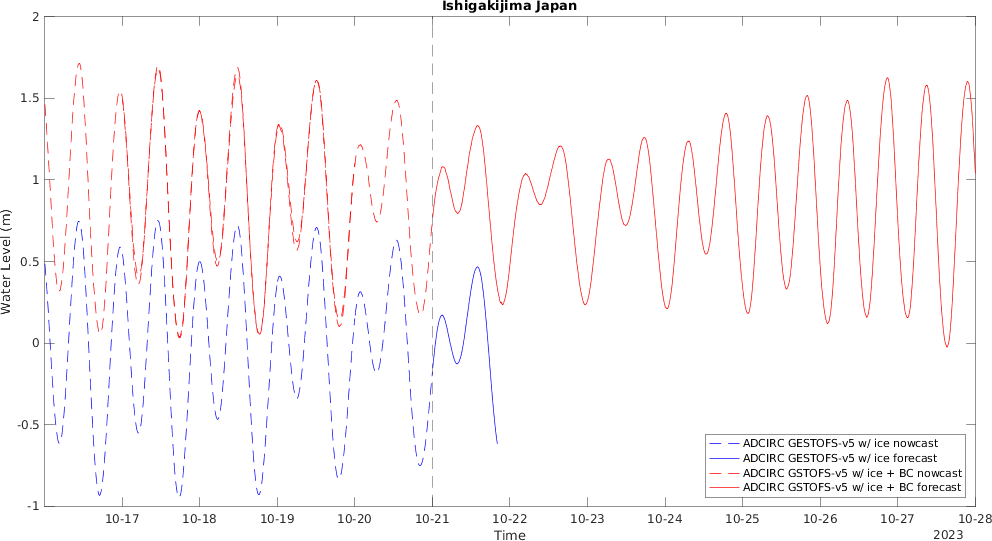 Ishigakijima Japan
2
1.5
1
0.5
0
-0.5
-1
Water Level (m)
ADCIRC GESTOFS-v5 w/ ice nowcast
ADCIRC GESTOFS-v5 w/ ice forecast
ADCIRC GSTOFS-v5 w/ ice + BC nowcast
ADCIRC GSTOFS-v5 w/ ice + BC forecast
10-17 10-18 10-19 10-20 10-21 10-22 10-23 10-24 10-25 10-26 10-27 10-28
Time
2023